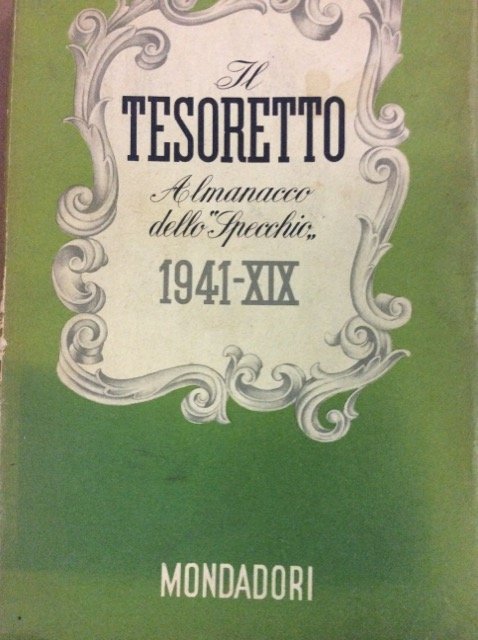 Il
TESORETTO
Almanacco
dello "Specchio„
1941-XIX
MONDADORI